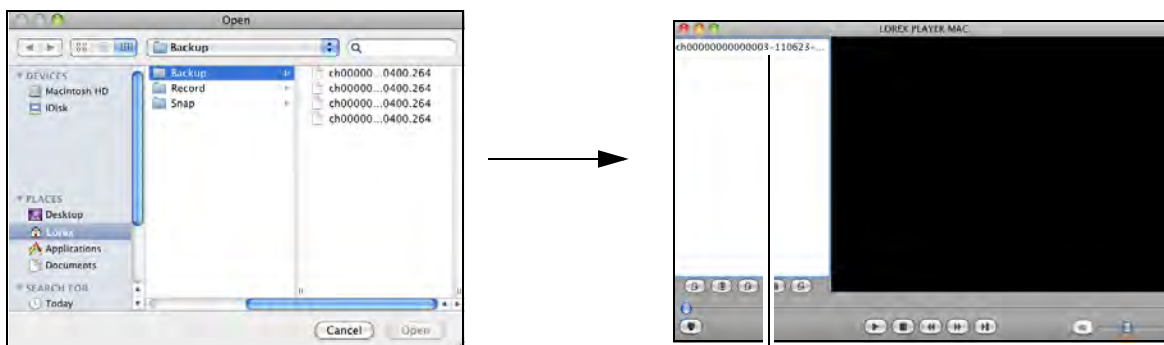 Open
Backup
DEVICES
Macintosh HD
iDisk
PLACES
Desktop
Lorex
Applications
Documents
SEARCH FOR
Today
Backup
Record
Snap
ch00000...0400.264
ch00000...0400.264
ch00000...0400.264
ch00000...0400.264
Cancel
Open
LOREX PLAYER MAC
ch00000000000003-110623-...